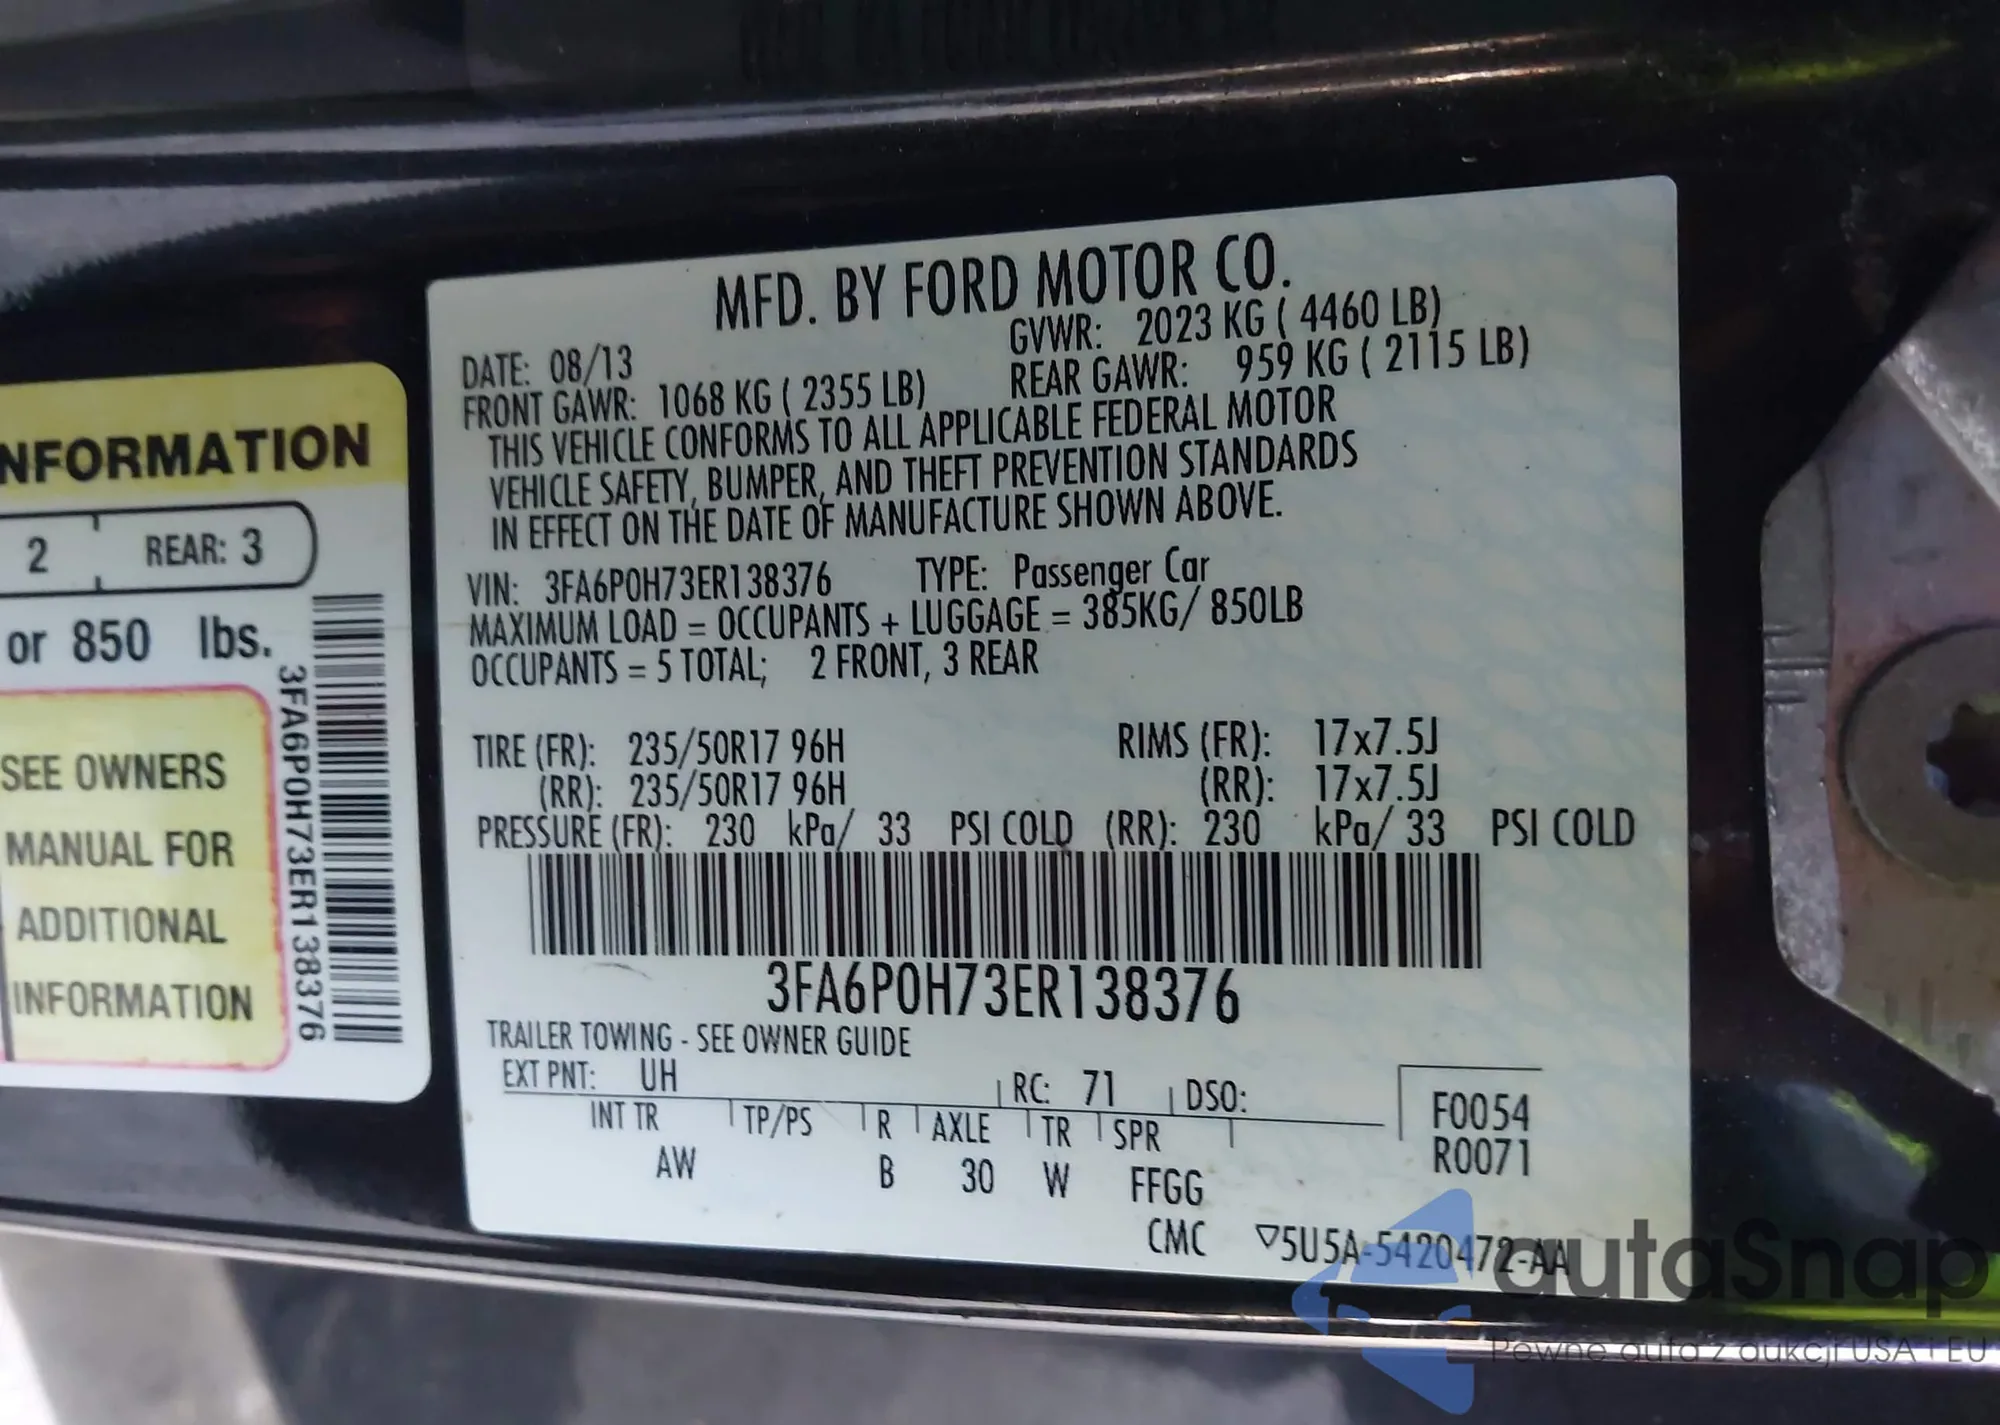 NFORMATION
2 REAR: 3
or 850 lbs.
SEE OWNERS
MANUAL FOR
ADDITIONAL
INFORMATION
3FA6P0H73ER138376
MFD. BY FORD MOTOR CO.
DATE: 08/13 GVWR: 2023 KG ( 4460 LB)
FRONT GAWR: 1068 KG ( 2355 LB) REAR GAWR: 959 KG ( 2115 LB)
THIS VEHICLE CONFORMS TO ALL APPLICABLE FEDERAL MOTOR
VEHICLE SAFETY, BUMPER, AND THEFT PREVENTION STANDARDS
IN EFFECT ON THE DATE OF MANUFACTURE SHOWN ABOVE.
VIN: 3FA6P0H73ER138376 TYPE: Passenger Car
MAXIMUM LOAD = OCCUPANTS + LUGGAGE = 385KG/ 850LB
OCCUPANTS = 5 TOTAL; 2 FRONT, 3 REAR
TIRE (FR): 235/50R17 96H RIMS (FR): 17x7.5J
(RR): 235/50R17 96H (RR): 17x7.5J
PRESSURE (FR): 230 kPa/ 33 PSI COLD (RR): 230 kPa/ 33 PSI COLD
3FA6P0H73ER138376
TRAILER TOWING - SEE OWNER GUIDE
EXT PNT: UH RC: 71 DSO: F0054
INT TR TP/PS R AXLE TR SPR R0071
AW B 30 W FFGG
CMC ▽5U5A-5420472-AA
autaSnap
Pewne auta z aukcji USA i EU